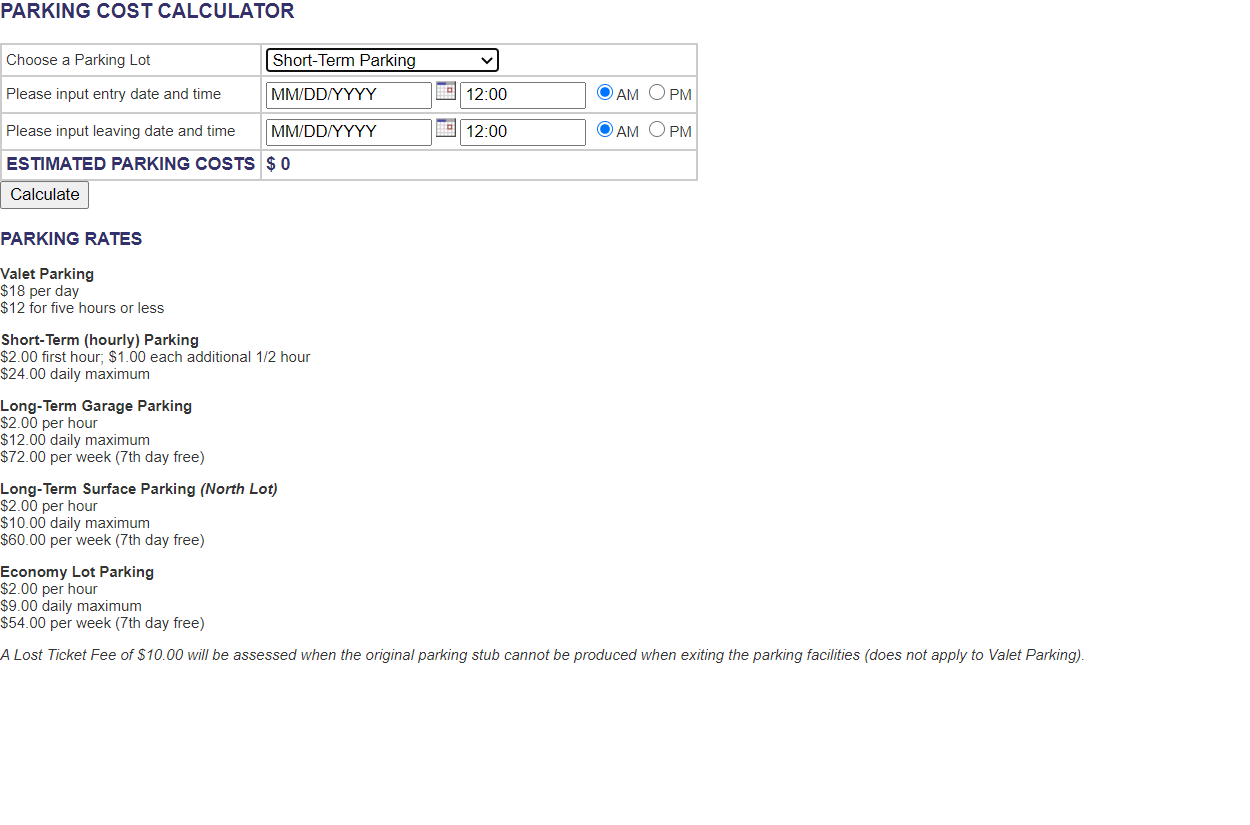 PARKING COST CALCULATOR
Choose a Parking Lot Short-Term Parking
Please input entry date and time MM/DD/YYYY 12:00 AM PM
Please input leaving date and time MM/DD/YYYY 12:00 AM PM
ESTIMATED PARKING COSTS $ 0
Calculate
PARKING RATES
Valet Parking
$18 per day
$12 for five hours or less
Short-Term (hourly) Parking
$2.00 first hour; $1.00 each additional 1/2 hour
$24.00 daily maximum
Long-Term Garage Parking
$2.00 per hour
$12.00 daily maximum
$72.00 per week (7th day free)
Long-Term Surface Parking (North Lot)
$2.00 per hour
$10.00 daily maximum
$60.00 per week (7th day free)
Economy Lot Parking
$2.00 per hour
$9.00 daily maximum
$54.00 per week (7th day free)
A Lost Ticket Fee of $10.00 will be assessed when the original parking stub cannot be produced when exiting the parking facilities (does not apply to Valet Parking).